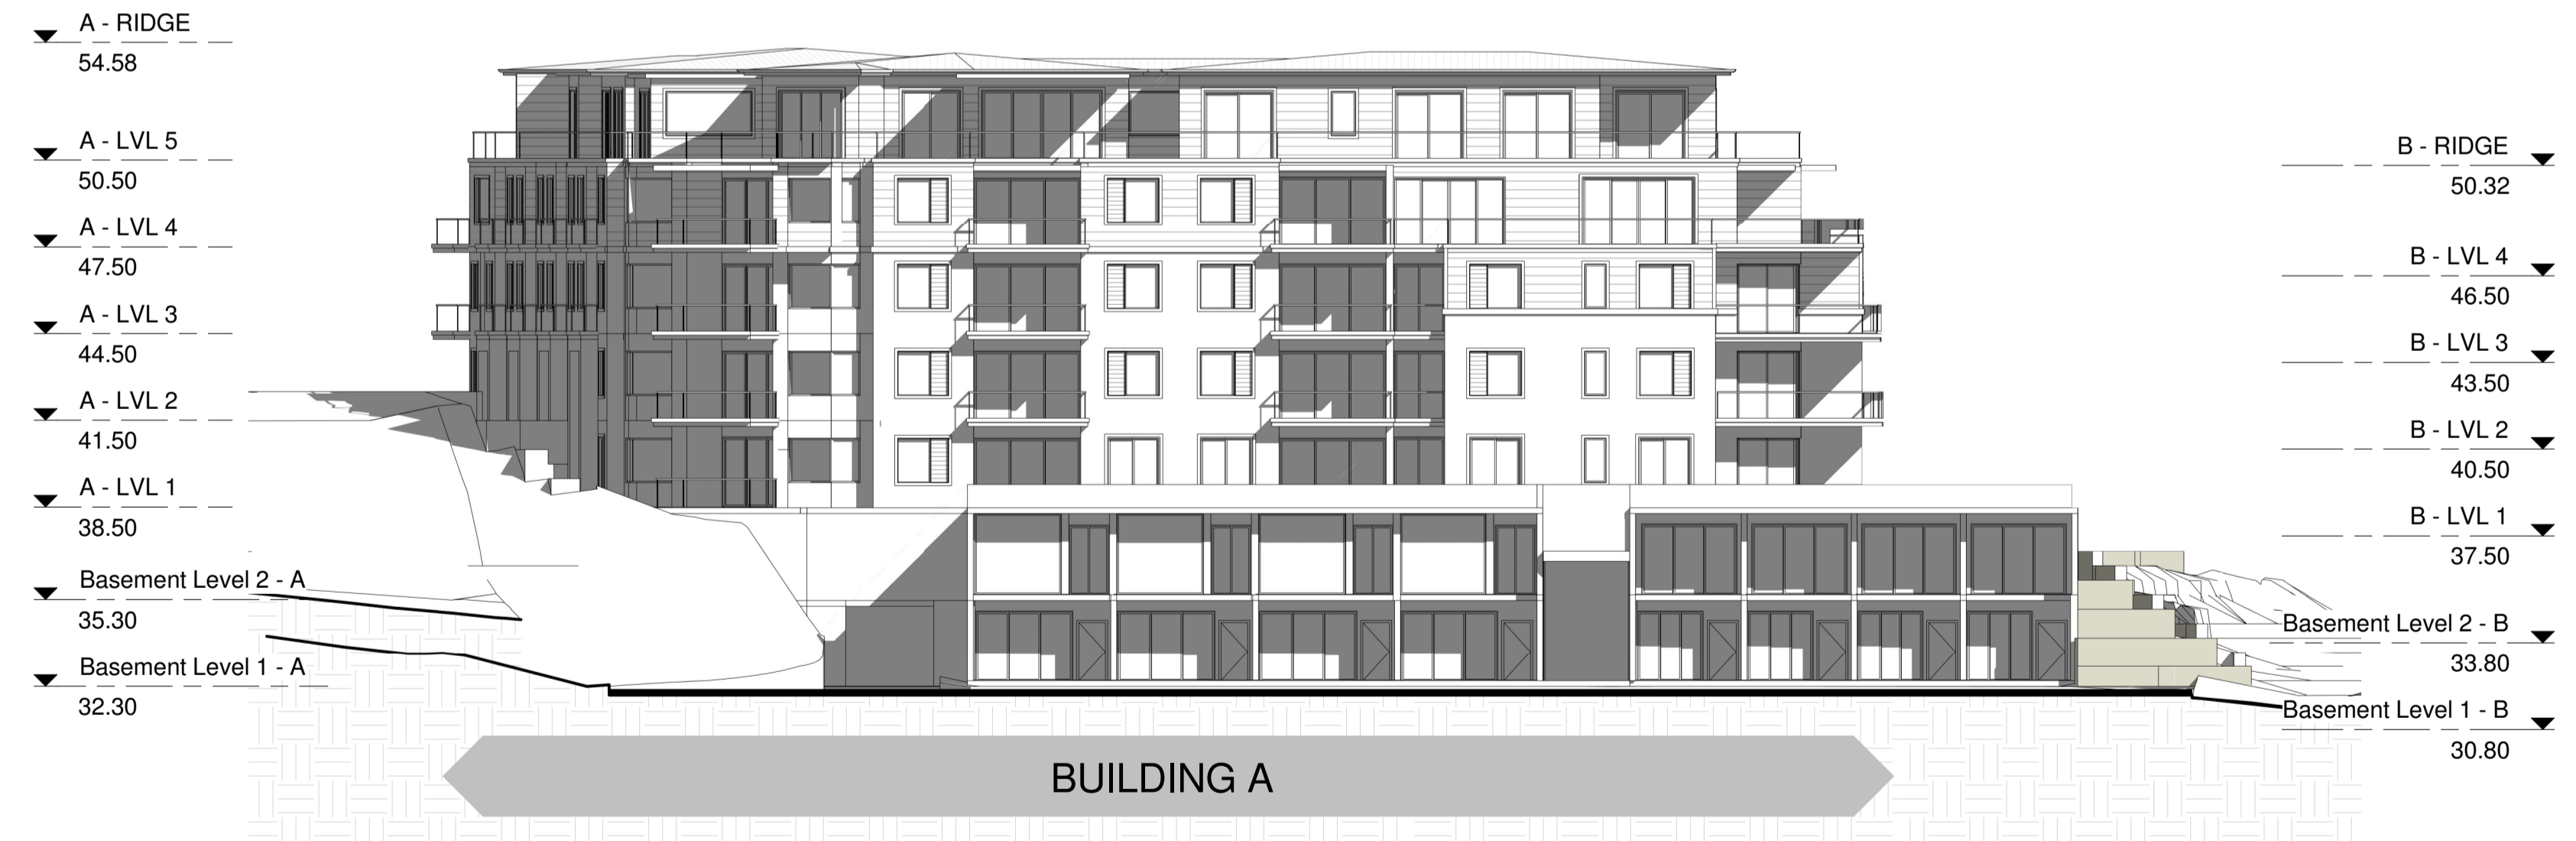 A - RIDGE
54.58
A - LVL 5
50.50
A - LVL 4
47.50
A - LVL 3
44.50
A - LVL 2
41.50
A - LVL 1
38.50
Basement Level 2 - A
35.30
Basement Level 1 - A
32.30
B - RIDGE
50.32
B - LVL 4
46.50
B - LVL 3
43.50
B - LVL 2
40.50
B - LVL 1
37.50
Basement Level 2 - B
33.80
Basement Level 1 - B
30.80
BUILDING A